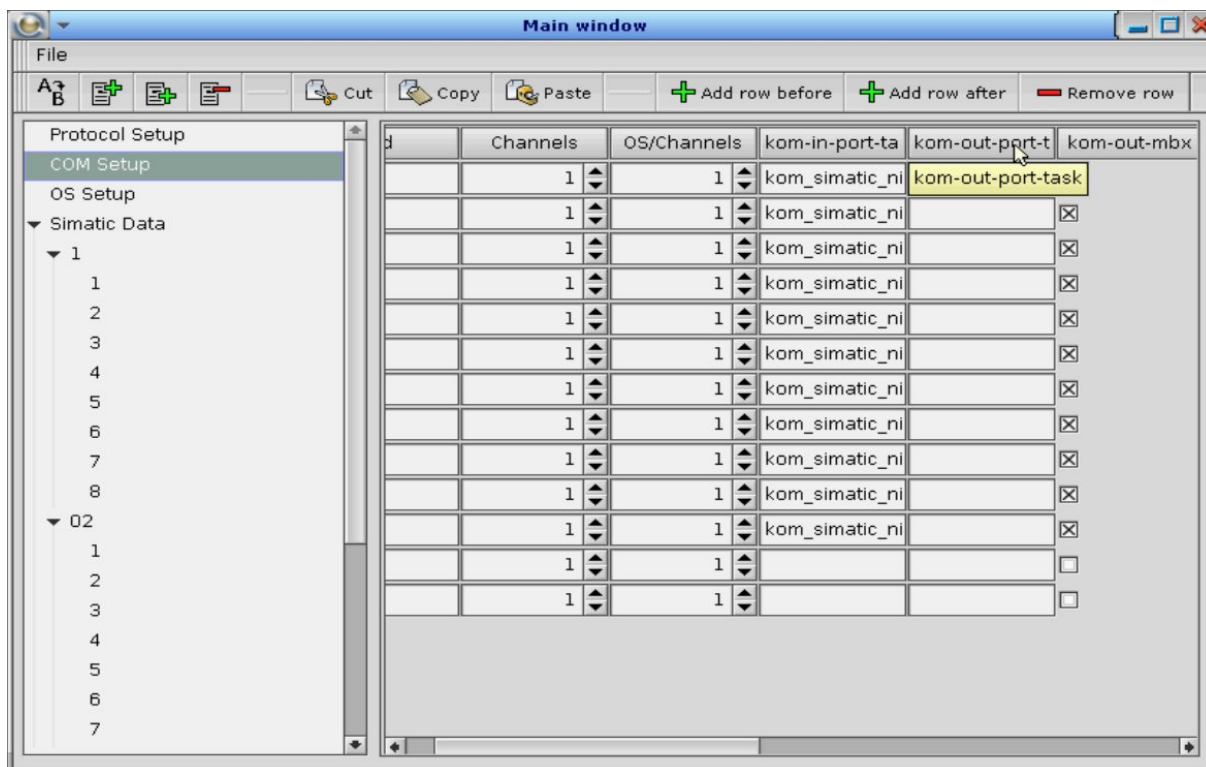 Main window
File
A B Cut Copy Paste Add row before Add row after Remove row
Protocol Setup
COM Setup
OS Setup
Simatic Data
1
1
2
3
4
5
6
7
8
02
1
2
3
4
5
6
7
d Channels OS/Channels kom-in-port-ta kom-out-port-t kom-out-mbx
1 1 kom_simatic_ni kom-out-port-task
1 1 kom_simatic_ni
1 1 kom_simatic_ni
1 1 kom_simatic_ni
1 1 kom_simatic_ni
1 1 kom_simatic_ni
1 1 kom_simatic_ni
1 1 kom_simatic_ni
1 1 kom_simatic_ni
1 1 kom_simatic_ni
1 1 kom_simatic_ni
1 1
1 1